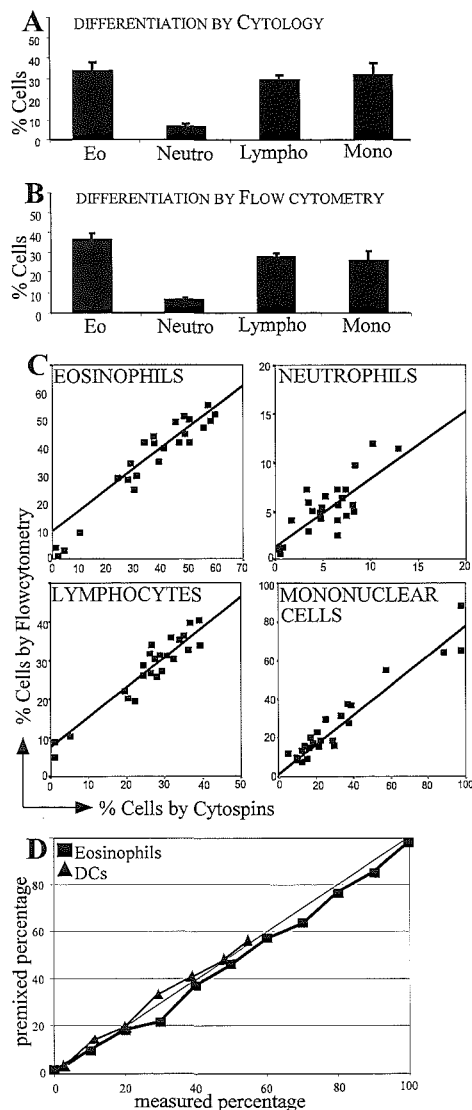 A DIFFERENTIATION BY CYTOLOGY
50
40
30
20
10
0
% Cells
Eo Neutro Lympho Mono
B DIFFERENTIATION BY FLOW CYTOMETRY
50
40
30
20
10
0
% Cells
Eo Neutro Lympho Mono
C
EOSINOPHILS
70
60
50
40
30
20
10
0
0 10 20 30 40 50 60 70
NEUTROPHILS
20
15
10
5
0
0 5 10 15 20
LYMPHOCYTES
40
30
20
10
0
0 10 20 30 40 50
MONONUCLEAR
CELLS
100
80
60
40
20
0
0 20 40 60 80 100
% Cells by Flowcytometry
% Cells by Cytospins
D
Eosinophils
DCs
80
60
40
20
0
premixed percentage
0 20 40 60 80 100
measured percentage